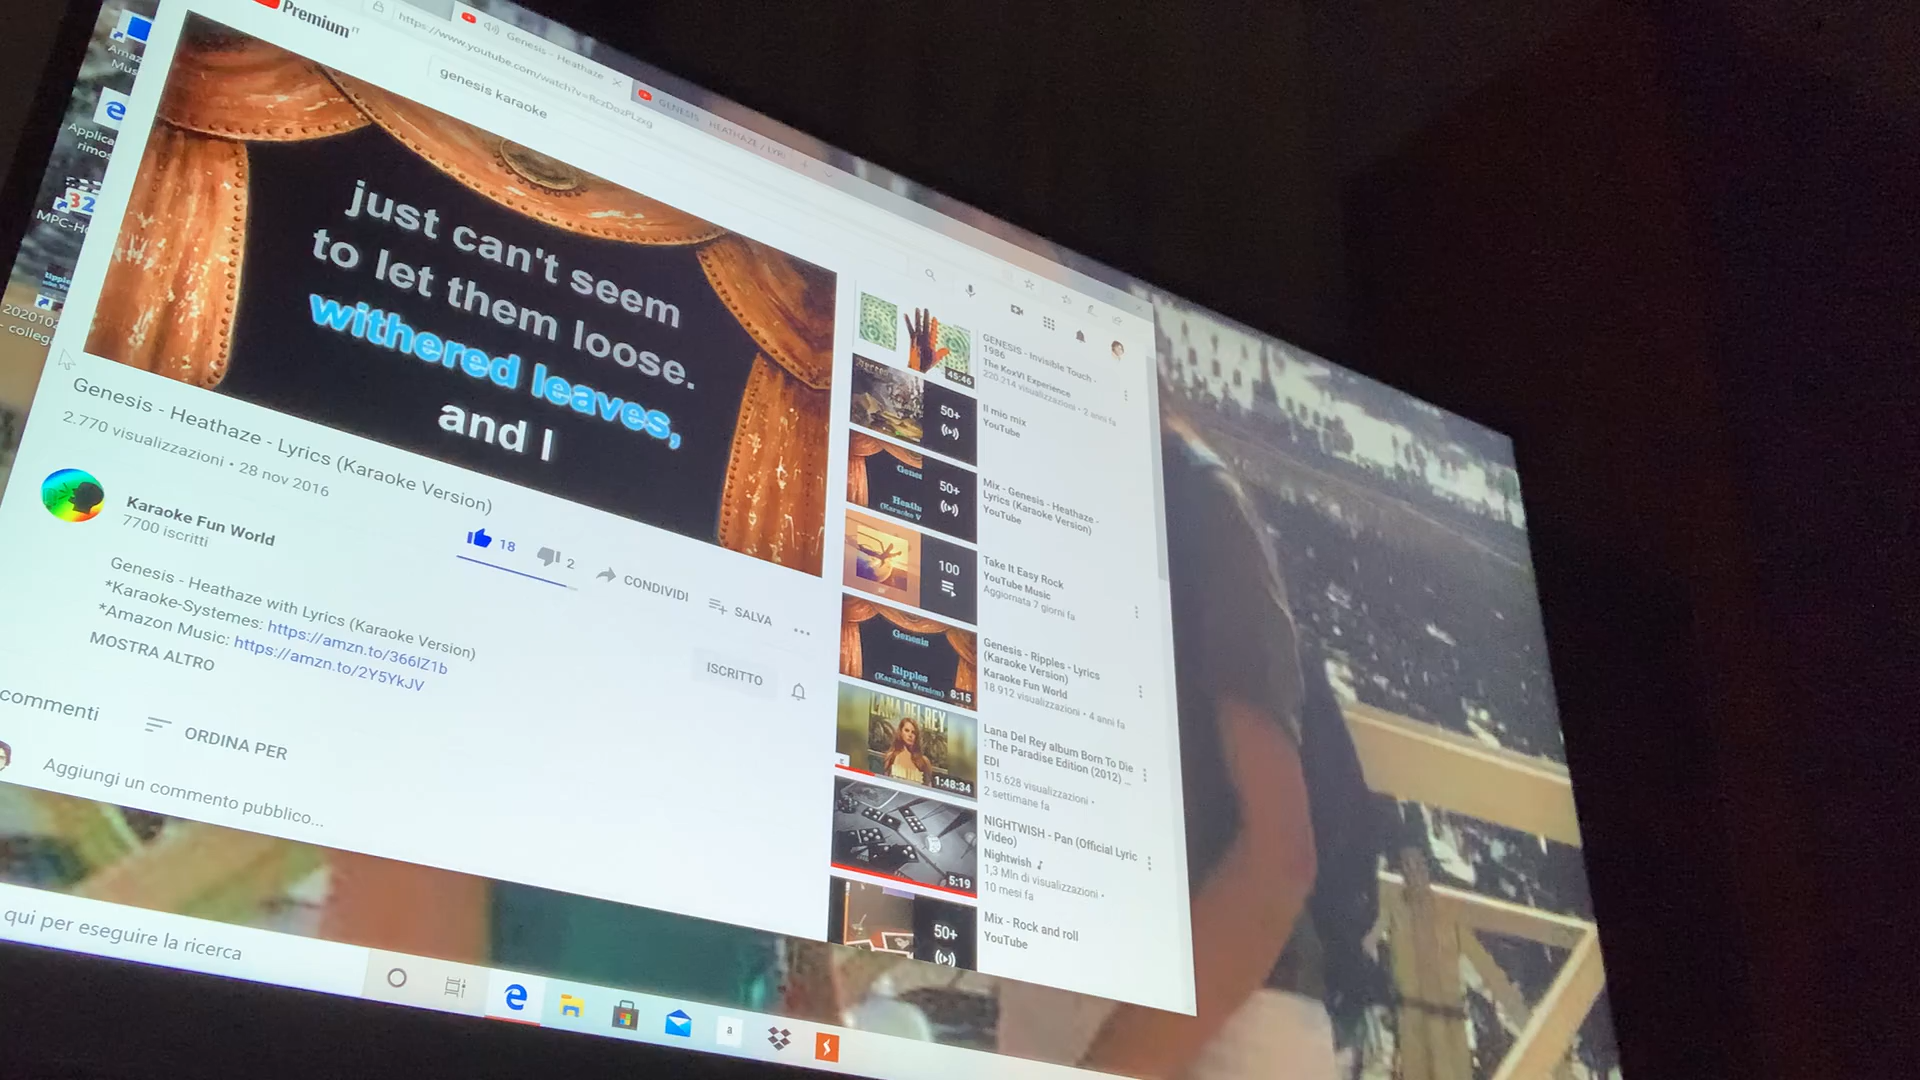 Premium IT
Genesis - Heathaze
GENESIS HEATHAZE / LYRI
genesis karaoke
just can't seem
to let them loose.
withered leaves,
and I
Genesis - Heathaze - Lyrics (Karaoke Version)
2.770 visualizzazioni • 28 nov 2016
Karaoke Fun World
7700 iscritti
18
2
CONDIVIDI
SALVA
ISCRITTO
Genesis - Heathaze with Lyrics (Karaoke Version)
*Karaoke-Systemes: https://amzn.to/366IZ1b
*Amazon Music: https://amzn.to/2Y5YkJV
MOSTRA ALTRO
commenti
ORDINA PER
Aggiungi un commento pubblico...
45:46
GENESIS - Invisible Touch -
1986
The KoxVI Experience
220.214 visualizzazioni • 2 anni fa
50+
Il mio mix
YouTube
50+
Mix - Genesis - Heathaze -
Lyrics (Karaoke Version)
YouTube
100
Take It Easy Rock
YouTube Music
Aggiornata 7 giorni fa
Genesis
Ripples
(Karaoke Version)
8:15
Genesis - Ripples - Lyrics
(Karaoke Version)
Karaoke Fun World
18.912 visualizzazioni • 4 anni fa
LANA DEL REY
1:48:34
Lana Del Rey album Born To Die
: The Paradise Edition (2012) ...
EDI
115.628 visualizzazioni •
2 settimane fa
5:19
NIGHTWISH - Pan (Official Lyric
Video)
Nightwish
1,3 Mln di visualizzazioni •
10 mesi fa
50+
Mix - Rock and roll
YouTube
qui per eseguire la ricerca